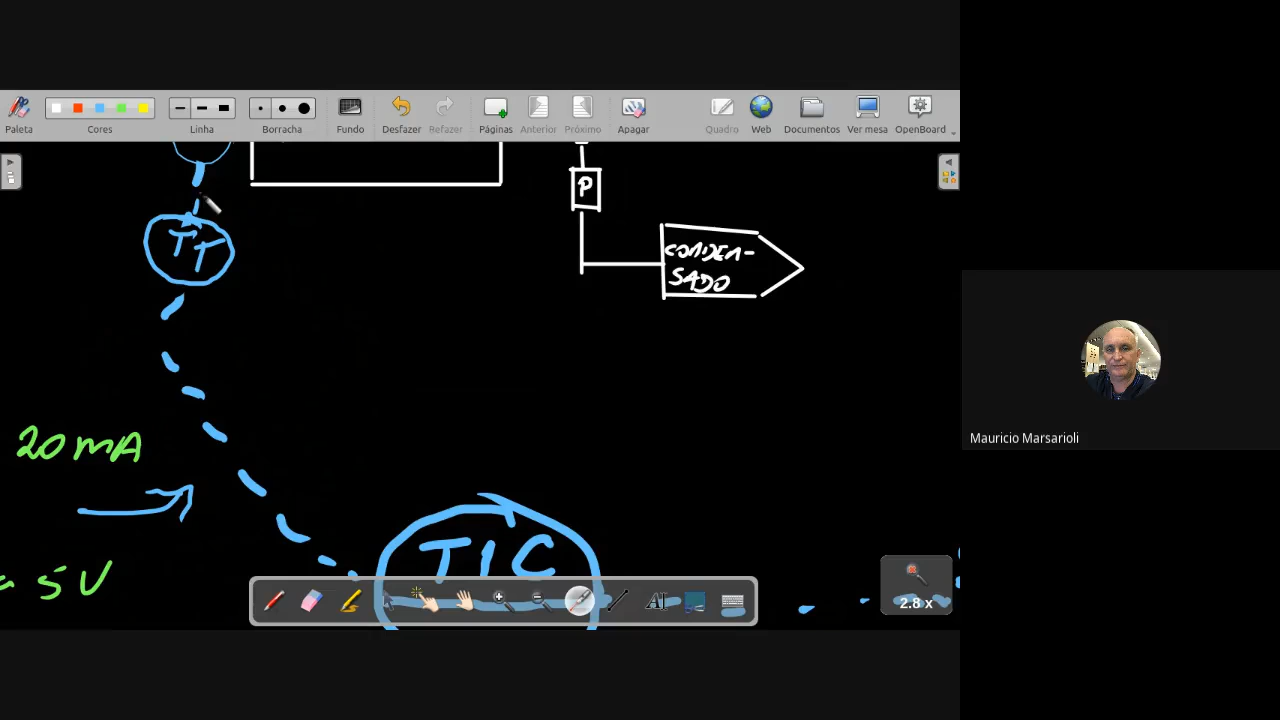 Paleta
Cores
Linha
Borracha
Fundo
Desfazer
Refazer
Páginas
Anterior
Próximo
Apagar
Quadro
Web
Documentos
Ver mesa
OpenBoard
P
TT
CONDEN-
SADO
20 mA
5 V
TIC
AI
2.8 x
Mauricio Marsarioli